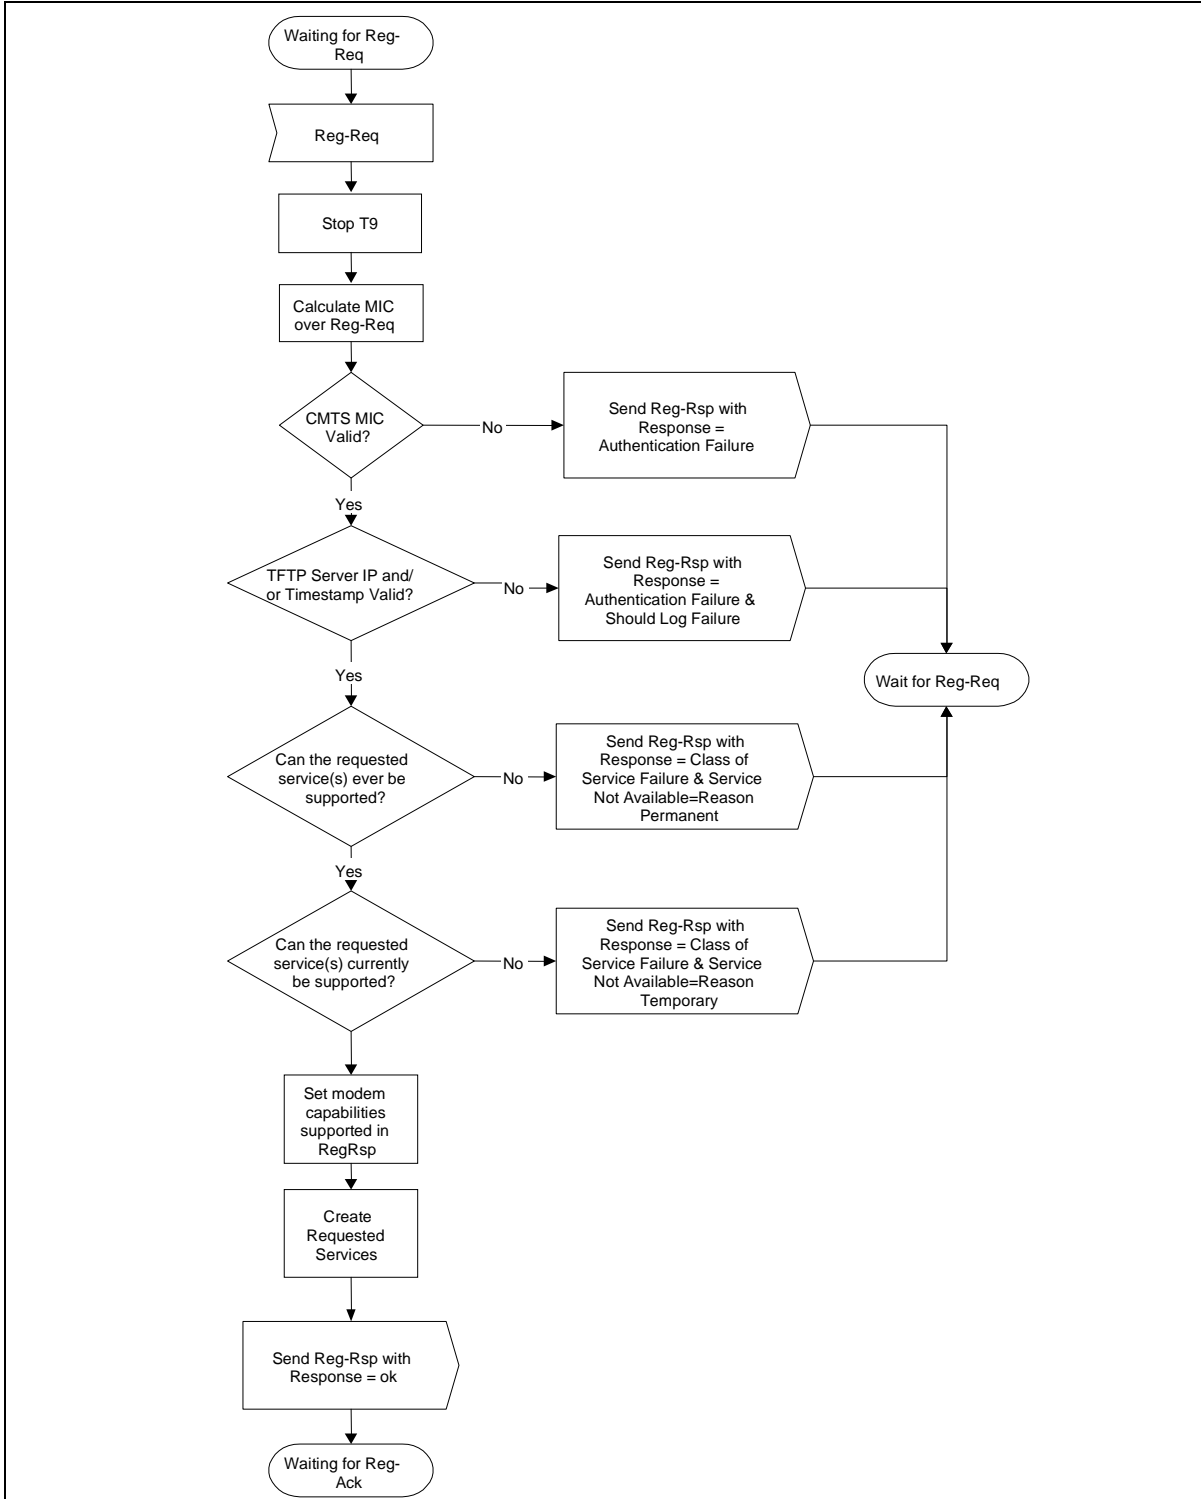 Waiting for Reg-
Req
Reg-Req
Stop T9
Calculate MIC
over Reg-Req
CMTS MIC
Valid?
No
Send Reg-Rsp with
Response =
Authentication Failure
Yes
TFTP Server IP and/
or Timestamp Valid?
No
Send Reg-Rsp with
Response =
Authentication Failure &
Should Log Failure
Yes
Wait for Reg-Req
Can the requested
service(s) ever be
supported?
No
Send Reg-Rsp with
Response = Class of
Service Failure & Service
Not Available=Reason
Permanent
Yes
Can the requested
service(s) currently
be supported?
No
Send Reg-Rsp with
Response = Class of
Service Failure & Service
Not Available=Reason
Temporary
Set modem
capabilities
supported in
RegRsp
Create
Requested
Services
Send Reg-Rsp with
Response = ok
Waiting for Reg-
Ack